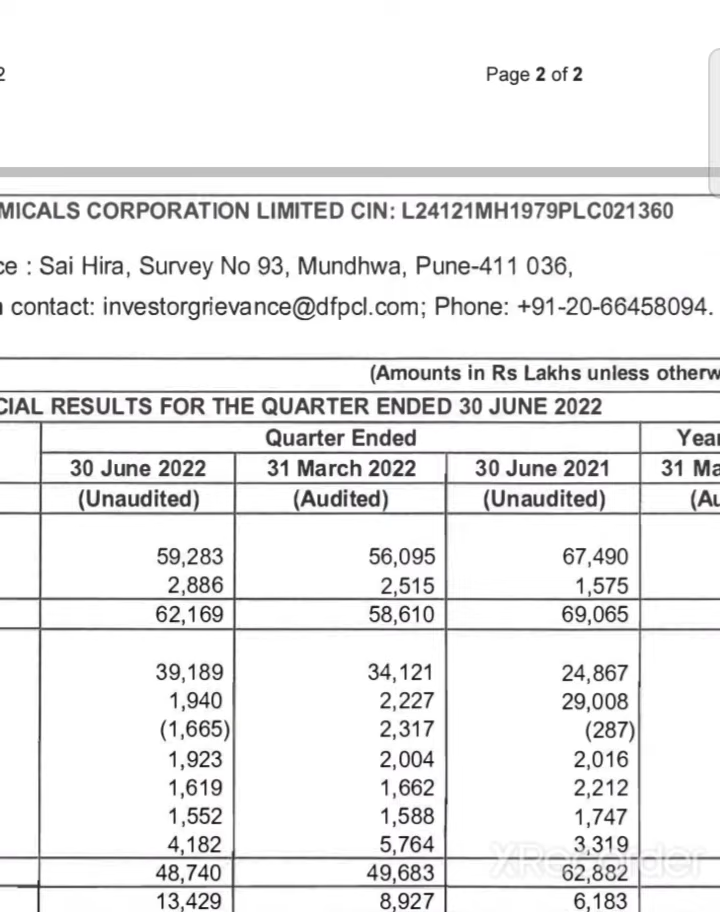 2 Page 2 of 2
MICALS CORPORATION LIMITED CIN: L24121MH1979PLC021360
ce : Sai Hira, Survey No 93, Mundhwa, Pune-411 036,
n contact: investorgrievance@dfpcl.com; Phone: +91-20-66458094.
(Amounts in Rs Lakhs unless otherw
CIAL RESULTS FOR THE QUARTER ENDED 30 JUNE 2022
Quarter Ended Year
30 June 2022 31 March 2022 30 June 2021 31 Ma
(Unaudited) (Audited) (Unaudited) (Au
59,283 56,095 67,490
2,886 2,515 1,575
62,169 58,610 69,065
39,189 34,121 24,867
1,940 2,227 29,008
(1,665) 2,317 (287)
1,923 2,004 2,016
1,619 1,662 2,212
1,552 1,588 1,747
4,182 5,764 3,319
48,740 49,683 62,882
XRecorder
13,429 8,927 6,183